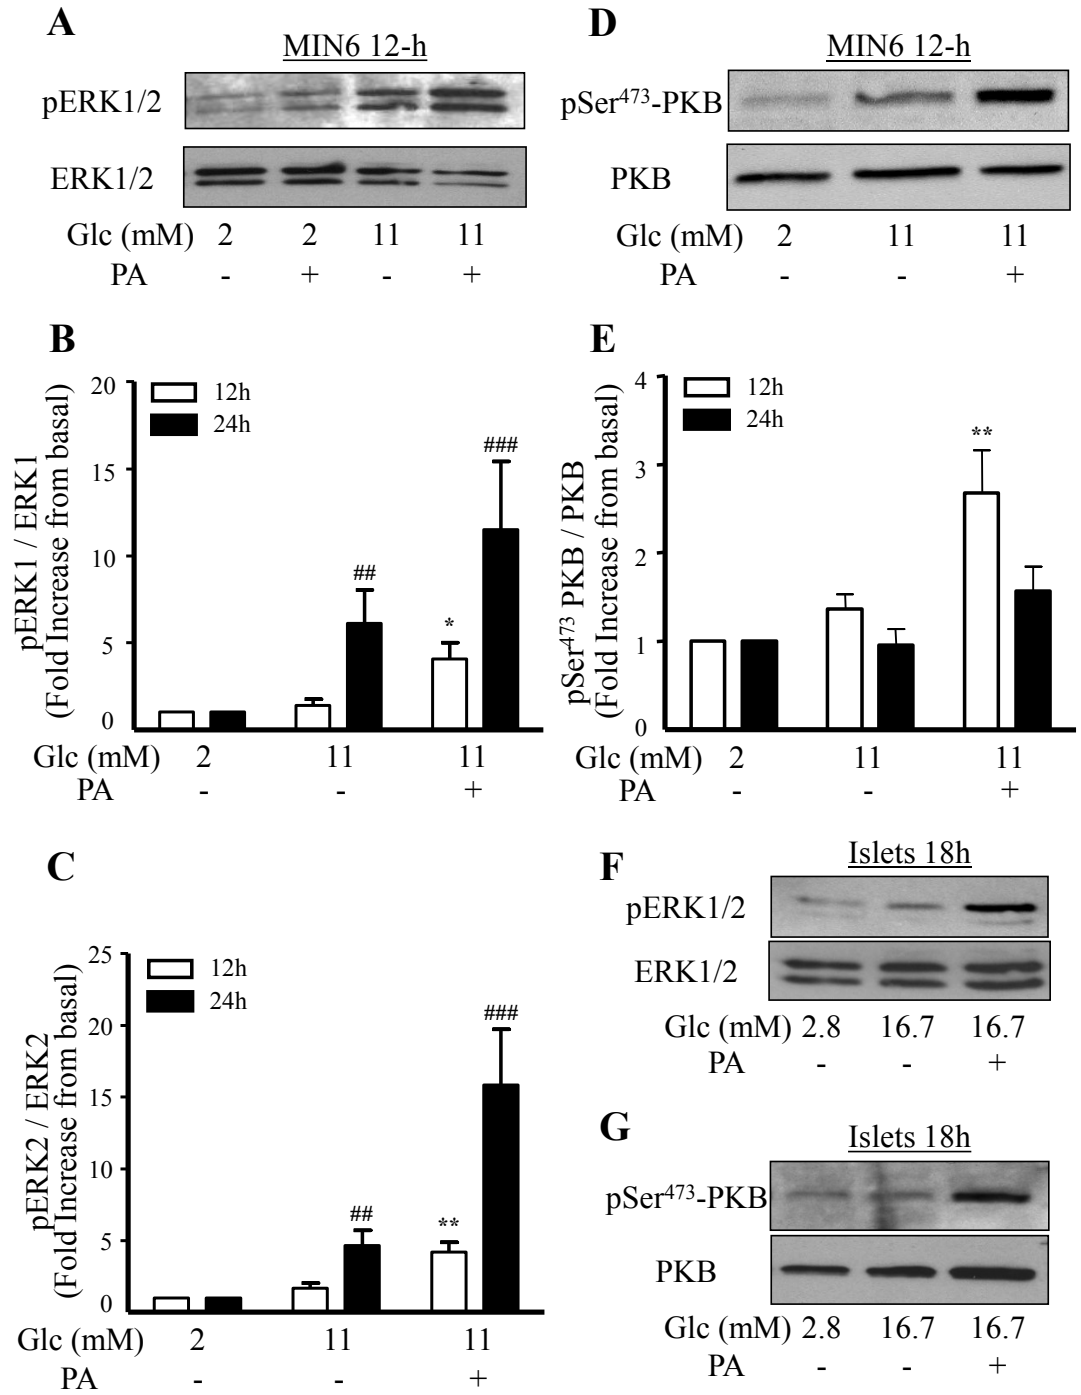 A
MIN6 12-h
pERK1/2
ERK1/2
Glc (mM) 2 2 11 11
PA - + - +
D
MIN6 12-h
pSer⁴⁷³-PKB
PKB
Glc (mM) 2 11 11
PA - - +
B
20
15
10
5
0
12h
24h
pERK1 / ERK1
(Fold Increase from basal)
##
*
###
Glc (mM) 2 11 11
PA - - +
E
4
3
2
1
0
12h
24h
pSer⁴⁷³ PKB / PKB
(Fold Increase from basal)
**
Glc (mM) 2 11 11
PA - - +
C
25
20
15
10
5
0
12h
24h
pERK2 / ERK2
(Fold Increase from basal)
##
**
###
Glc (mM) 2 11 11
PA - - +
F
Islets 18h
pERK1/2
ERK1/2
Glc (mM) 2.8 16.7 16.7
PA - - +
G
Islets 18h
pSer⁴⁷³-PKB
PKB
Glc (mM) 2.8 16.7 16.7
PA - - +